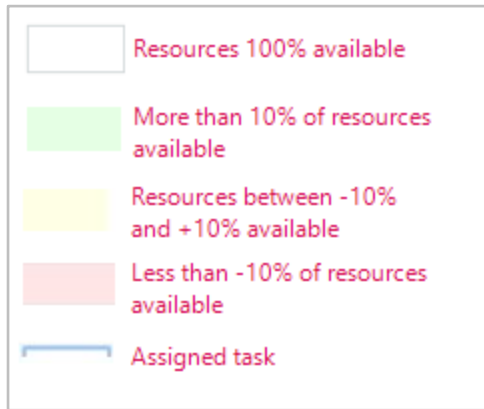 Resources 100% available
More than 10% of resources
available
Resources between -10%
and +10% available
Less than -10% of resources
available
Assigned task